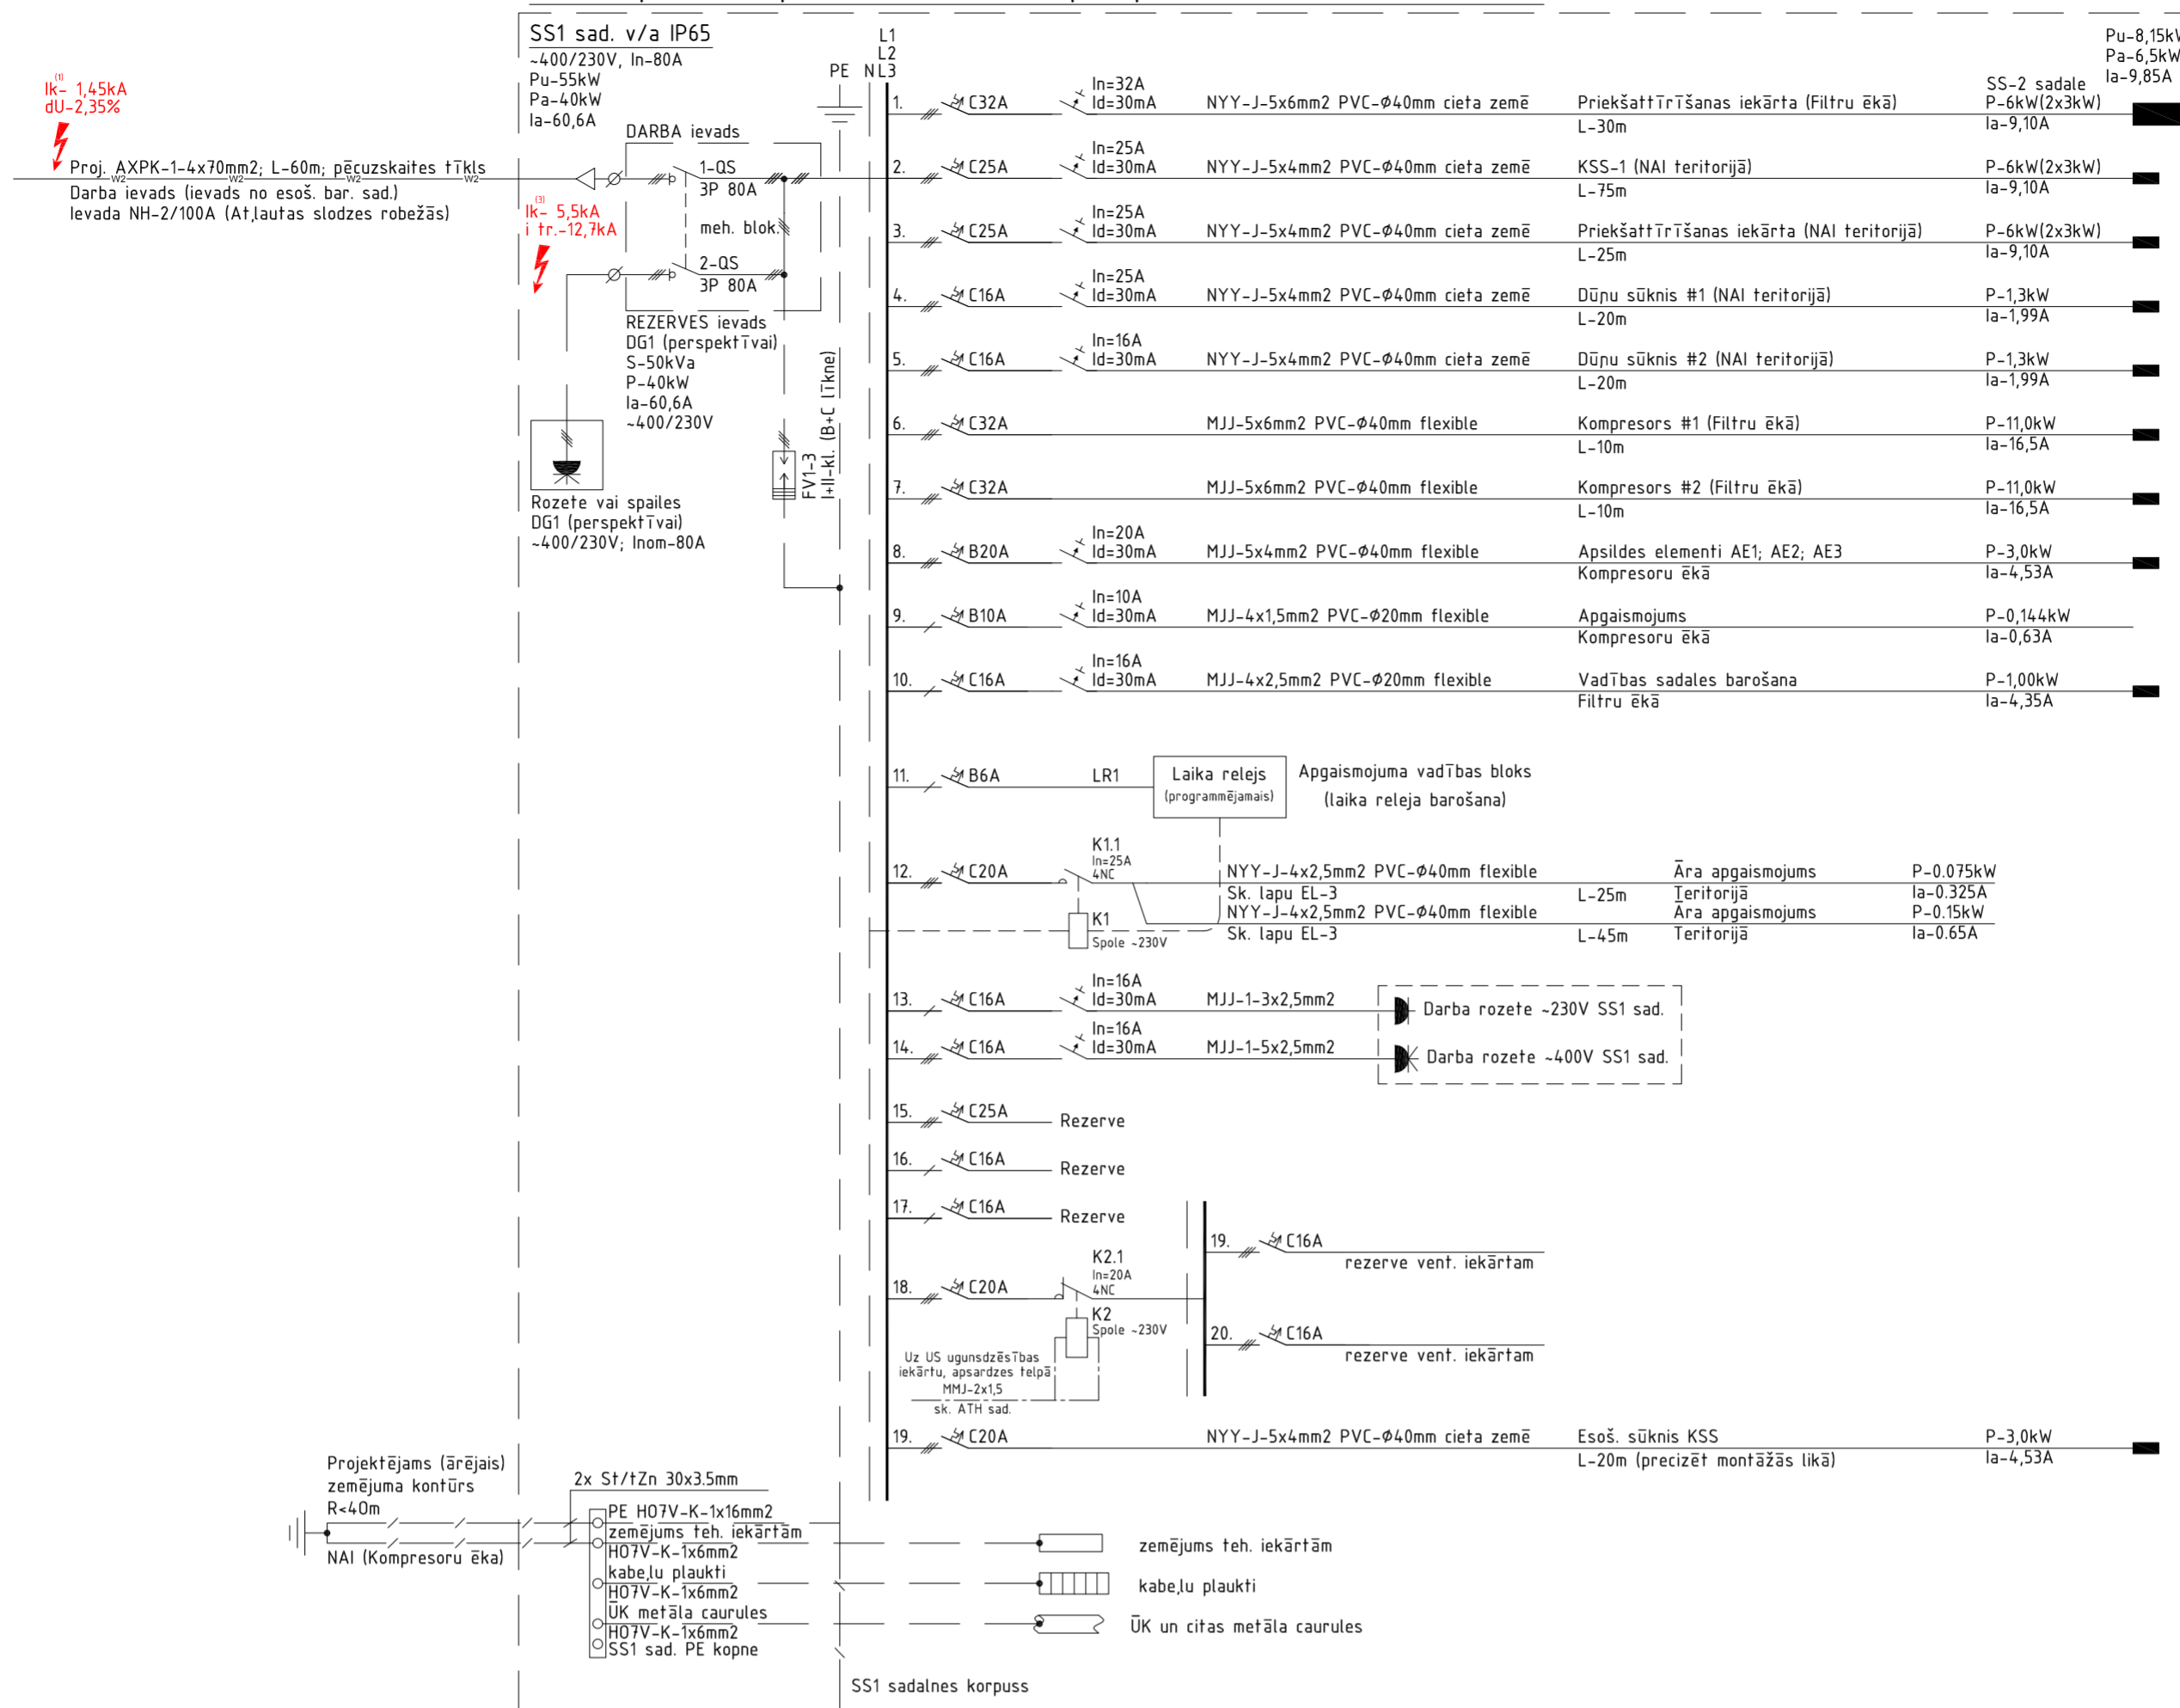 SS1 sad. v/a IP65
~400/230V, In-80A
Pu-55kW
Pa-40kW
Ia-60,6A
(1)
Ik- 1,45kA
dU-2,35%
Proj. AXPK-1-4x70mm2; L-60m; pēcuzskaites tīkls
W2 W2 W2 W2
Darba ievads (ievads no esoš. bar. sad.)
Ievada NH-2/100A (Atļautas slodzes robežās)
(3)
Ik- 5,5kA
i tr.-12,7kA
DARBA ievads
1-QS
3P 80A
meh. blok.
2-QS
3P 80A
REZERVES ievads
DG1 (perspektīvai)
S-50kVa
P-40kW
Ia-60,6A
~400/230V
Rozete vai spailes
DG1 (perspektīvai)
~400/230V; Inom-80A
FV1-3
I+II-kl. (B+C līkne)
L1
L2
PE N L3
Pu-8,15kW
Pa-6,5kW
Ia-9,85A
SS-2 sadale
1. C32A In=32A Id=30mA NYY-J-5x6mm2 PVC-Ø40mm cieta zemē Priekšattīrīšanas iekārta (Filtru ēkā) P-6kW(2x3kW)
L-30m Ia-9,10A
2. C25A In=25A Id=30mA NYY-J-5x4mm2 PVC-Ø40mm cieta zemē KSS-1 (NAI teritorijā) P-6kW(2x3kW)
L-75m Ia-9,10A
3. C25A In=25A Id=30mA NYY-J-5x4mm2 PVC-Ø40mm cieta zemē Priekšattīrīšanas iekārta (NAI teritorijā) P-6kW(2x3kW)
L-25m Ia-9,10A
4. C16A In=25A Id=30mA NYY-J-5x4mm2 PVC-Ø40mm cieta zemē Dūņu sūknis #1 (NAI teritorijā) P-1,3kW
L-20m Ia-1,99A
5. C16A In=16A Id=30mA NYY-J-5x4mm2 PVC-Ø40mm cieta zemē Dūņu sūknis #2 (NAI teritorijā) P-1,3kW
L-20m Ia-1,99A
6. C32A MJJ-5x6mm2 PVC-Ø40mm flexible Kompresors #1 (Filtru ēkā) P-11,0kW
L-10m Ia-16,5A
7. C32A MJJ-5x6mm2 PVC-Ø40mm flexible Kompresors #2 (Filtru ēkā) P-11,0kW
L-10m Ia-16,5A
8. B20A In=20A Id=30mA MJJ-5x4mm2 PVC-Ø40mm flexible Apsildes elementi AE1; AE2; AE3 P-3,0kW
Kompresoru ēkā Ia-4,53A
9. B10A In=10A Id=30mA MJJ-4x1,5mm2 PVC-Ø20mm flexible Apgaismojums P-0,144kW
Kompresoru ēkā Ia-0,63A
10. C16A In=16A Id=30mA MJJ-4x2,5mm2 PVC-Ø20mm flexible Vadības sadales barošana P-1,00kW
Filtru ēkā Ia-4,35A
11. B6A LR1 Laika relejs Apgaismojuma vadības bloks
(programmējamais) (laika releja barošana)
K1.1
In=25A
4NC
12. C20A NYY-J-4x2,5mm2 PVC-Ø40mm flexible Āra apgaismojums P-0.075kW
Sk. lapu EL-3 L-25m Teritorijā Ia-0.325A
K1 NYY-J-4x2,5mm2 PVC-Ø40mm flexible Āra apgaismojums P-0.15kW
Spole ~230V Sk. lapu EL-3 L-45m Teritorijā Ia-0.65A
13. C16A In=16A Id=30mA MJJ-1-3x2,5mm2 Darba rozete ~230V SS1 sad.
14. C16A In=16A Id=30mA MJJ-1-5x2,5mm2 Darba rozete ~400V SS1 sad.
15. C25A Rezerve
16. C16A Rezerve
17. C16A Rezerve
19. C16A
rezerve vent. iekārtam
K2.1
In=20A
4NC
18. C20A
K2
Spole ~230V
20. C16A
rezerve vent. iekārtam
Uz US ugunsdzēsības
iekārtu, apsardzes telpā
MMJ-2x1,5
sk. ATH sad.
19. C20A NYY-J-5x4mm2 PVC-Ø40mm cieta zemē Esoš. sūknis KSS P-3,0kW
L-20m (precizēt montāžās likā) Ia-4,53A
Projektējams (ārējais)
zemējuma kontūrs
R<40m
NAI (Kompresoru ēka)
2x St/tZn 30x3.5mm
PE HO7V-K-1x16mm2
zemējums teh. iekārtām
HO7V-K-1x6mm2
kabeļu plaukti
HO7V-K-1x6mm2
ŪK metāla caurules
HO7V-K-1x6mm2
SS1 sad. PE kopne
zemējums teh. iekārtām
kabeļu plaukti
ŪK un citas metāla caurules
SS1 sadalnes korpuss